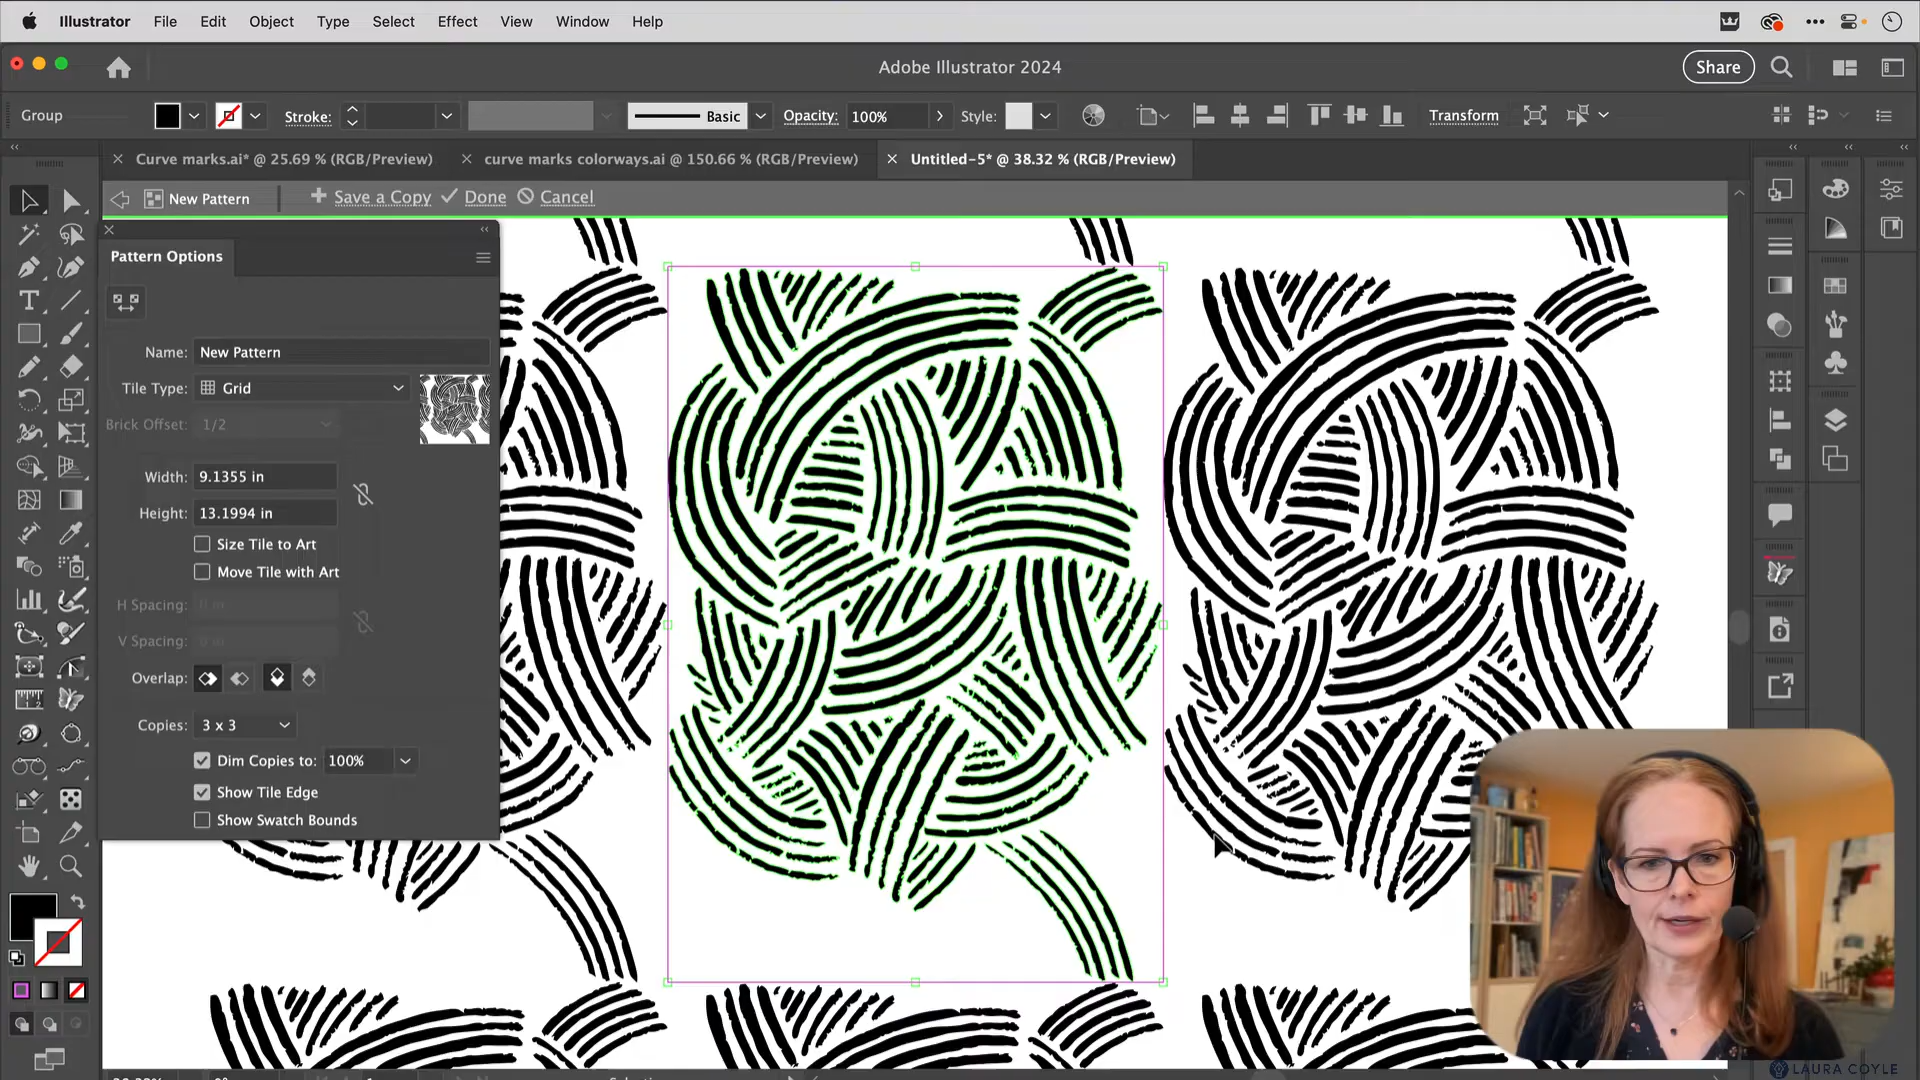 Illustrator File Edit Object Type Select Effect View Window Help
Adobe Illustrator 2024
Share
Group
Stroke:
Basic
Opacity: 100%
Style:
Transform
Curve marks.ai* @ 25.69 % (RGB/Preview)
curve marks colorways.ai @ 150.66 % (RGB/Preview)
Untitled-5* @ 38.32 % (RGB/Preview)
New Pattern
Save a Copy
Done
Cancel
Pattern Options
Name: New Pattern
Tile Type: Grid
Brick Offset: 1/2
Width: 9.1355 in
Height: 13.1994 in
Size Tile to Art
Move Tile with Art
H Spacing: 0 in
V Spacing: 0 in
Overlap:
Copies: 3 x 3
Dim Copies to: 100%
Show Tile Edge
Show Swatch Bounds
LAURA COYLE